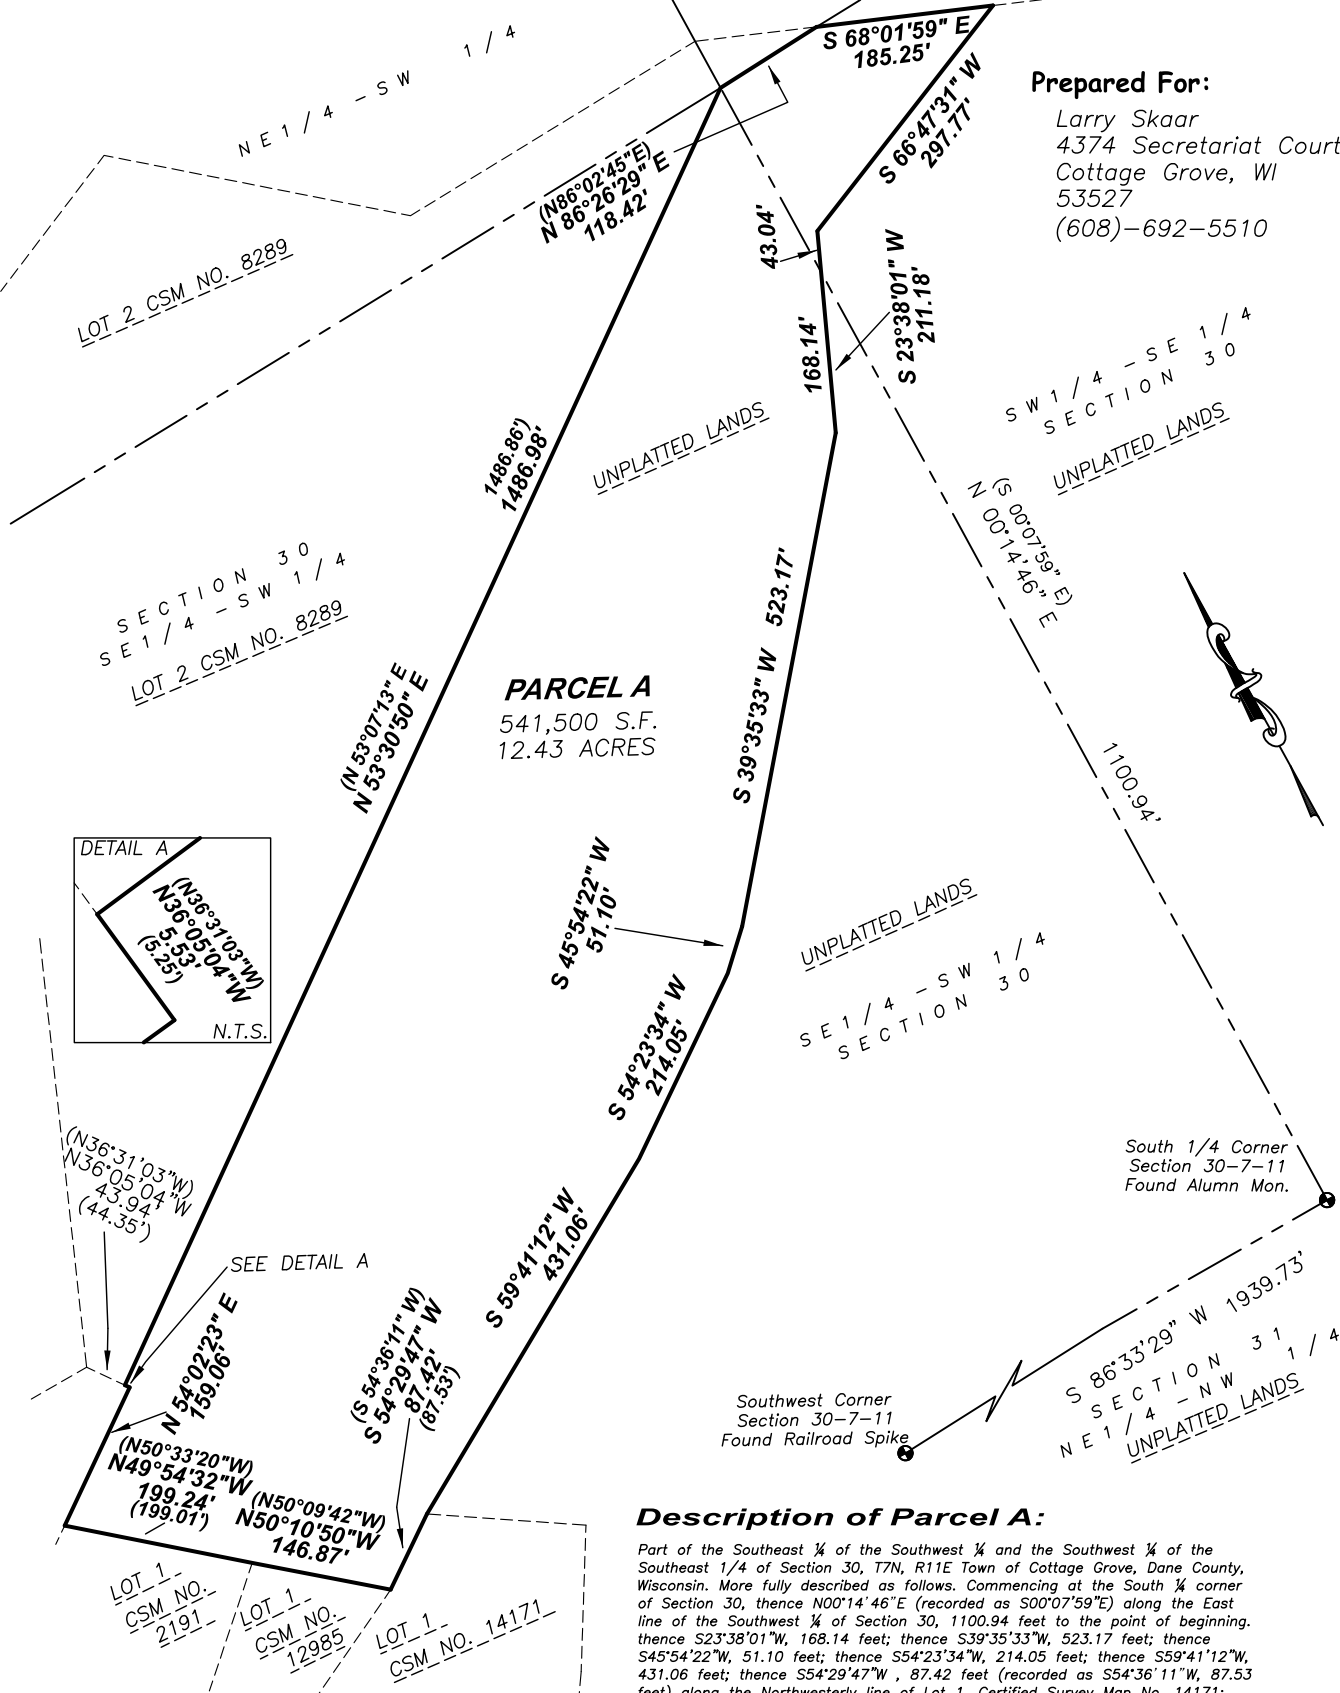 NE1/4 - SW 1/4
S 68°01'59" E
185.25'
S 66°47'31" W
297.77'
Prepared For:
Larry Skaar
4374 Secretariat Court
Cottage Grove, WI
53527
(608)-692-5510
(N86°02'45"E)
N 86°26'29" E
118.42'
LOT 2 CSM NO. 8289
43.04'
S 23°38'01" W
211.18'
168.14'
SW1/4 - SE 1/4
SECTION 30
UNPLATTED LANDS
UNPLATTED LANDS
1486.86')
1486.98'
(S 00°07'59" E)
N 00°14'46" E
SECTION 30
SE1/4 - SW 1/4
LOT 2 CSM NO. 8289
523.17'
S 39°35'33" W
(N 53°07'13" E
N 53°30'50" E
PARCEL A
541,500 S.F.
12.43 ACRES
1100.94'
DETAIL A
(N36°31'03"W)
N36°05'04"W
5.53'
(5.25')
N.T.S.
S 45°54'22" W
51.10'
UNPLATTED LANDS
SE1/4 - SW 1/4
SECTION 30
S 54°23'34" W
214.05'
(N36°31'03"W)
N36°05'04"W
43.94'
(44.35')
South 1/4 Corner
Section 30-7-11
Found Alumn Mon.
SEE DETAIL A
S 59°41'12" W
431.06'
N 54°02'23" E
159.06'
(S 54°36'11" W)
S 54°29'47" W
87.42'
(87.53')
S 86°33'29" W 1939.73'
SECTION 31
NE1/4 - NW 1/4
UNPLATTED LANDS
Southwest Corner
Section 30-7-11
Found Railroad Spike
(N50°33'20"W)
N49°54'32"W
199.24'
(199.01')
(N50°09'42"W)
N50°10'50"W
146.87'
LOT 1
CSM NO.
2191
LOT 1
CSM NO.
12985
LOT 1
CSM NO. 14171
Description of Parcel A:
Part of the Southeast ¼ of the Southwest ¼ and the Southwest ¼ of the
Southeast 1/4 of Section 30, T7N, R11E Town of Cottage Grove, Dane County,
Wisconsin. More fully described as follows. Commencing at the South ¼ corner
of Section 30, thence N00°14'46"E (recorded as S00°07'59"E) along the East
line of the Southwest ¼ of Section 30, 1100.94 feet to the point of beginning.
thence S23°38'01"W, 168.14 feet; thence S39°35'33"W, 523.17 feet; thence
S45°54'22"W, 51.10 feet; thence S54°23'34"W, 214.05 feet; thence S59°41'12"W,
431.06 feet; thence S54°29'47"W , 87.42 feet (recorded as S54°36'11"W, 87.53
feet) along the Northwesterly line of Lot 1, Certified Survey Map No. 14171;